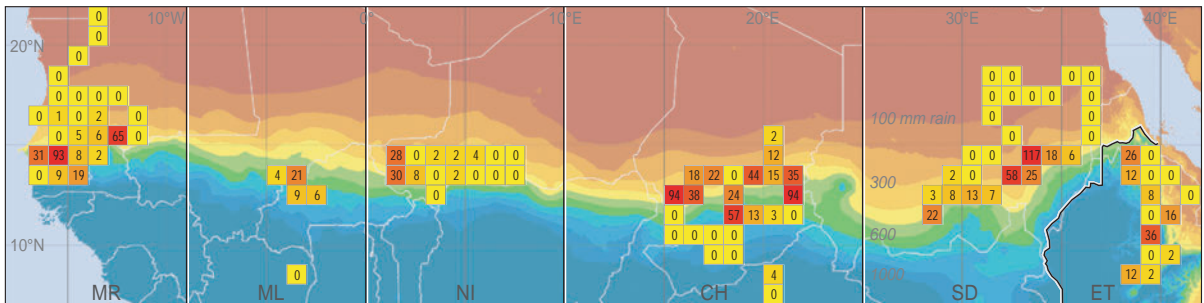 0 10°W 0° 10°E 20°E 30°E 40°E
0
20°N 0
0 0 0 0 0
0 0 0 0 0 0 0 0 0
0 1 0 2 0 100 mm rain 0 0
0 5 6 65 0 2 0 0
31 93 8 2 28 0 2 2 4 0 0 12 0 0 117 18 6 26 0
0 9 19 4 21 30 8 0 2 0 0 0 18 22 0 44 15 35 300 2 0 58 25 12 0
9 6 0 94 38 24 94 3 8 13 7 8 0
0 57 13 3 0 22 0 16
10°N 0 0 0 0 600 36
0 0 0 2
0 4 1000 12 2
MR ML NI CH 0 SD ET